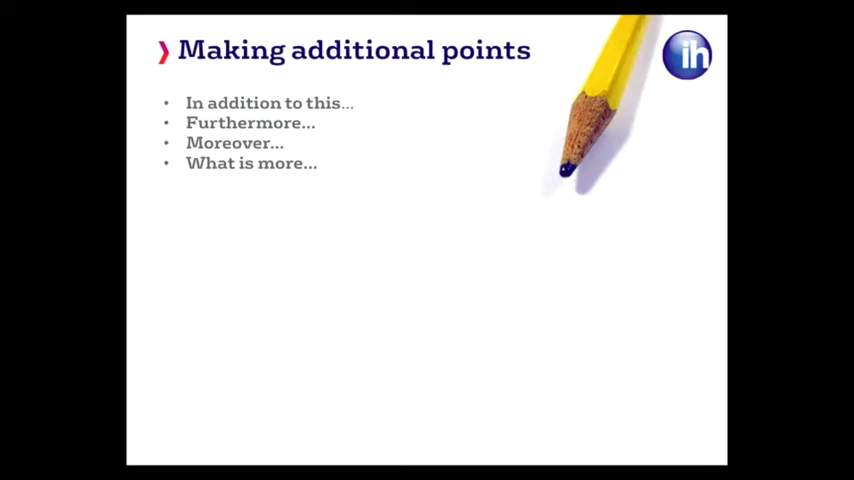 Making additional points
ih
• In addition to this...
• Furthermore...
• Moreover...
• What is more...